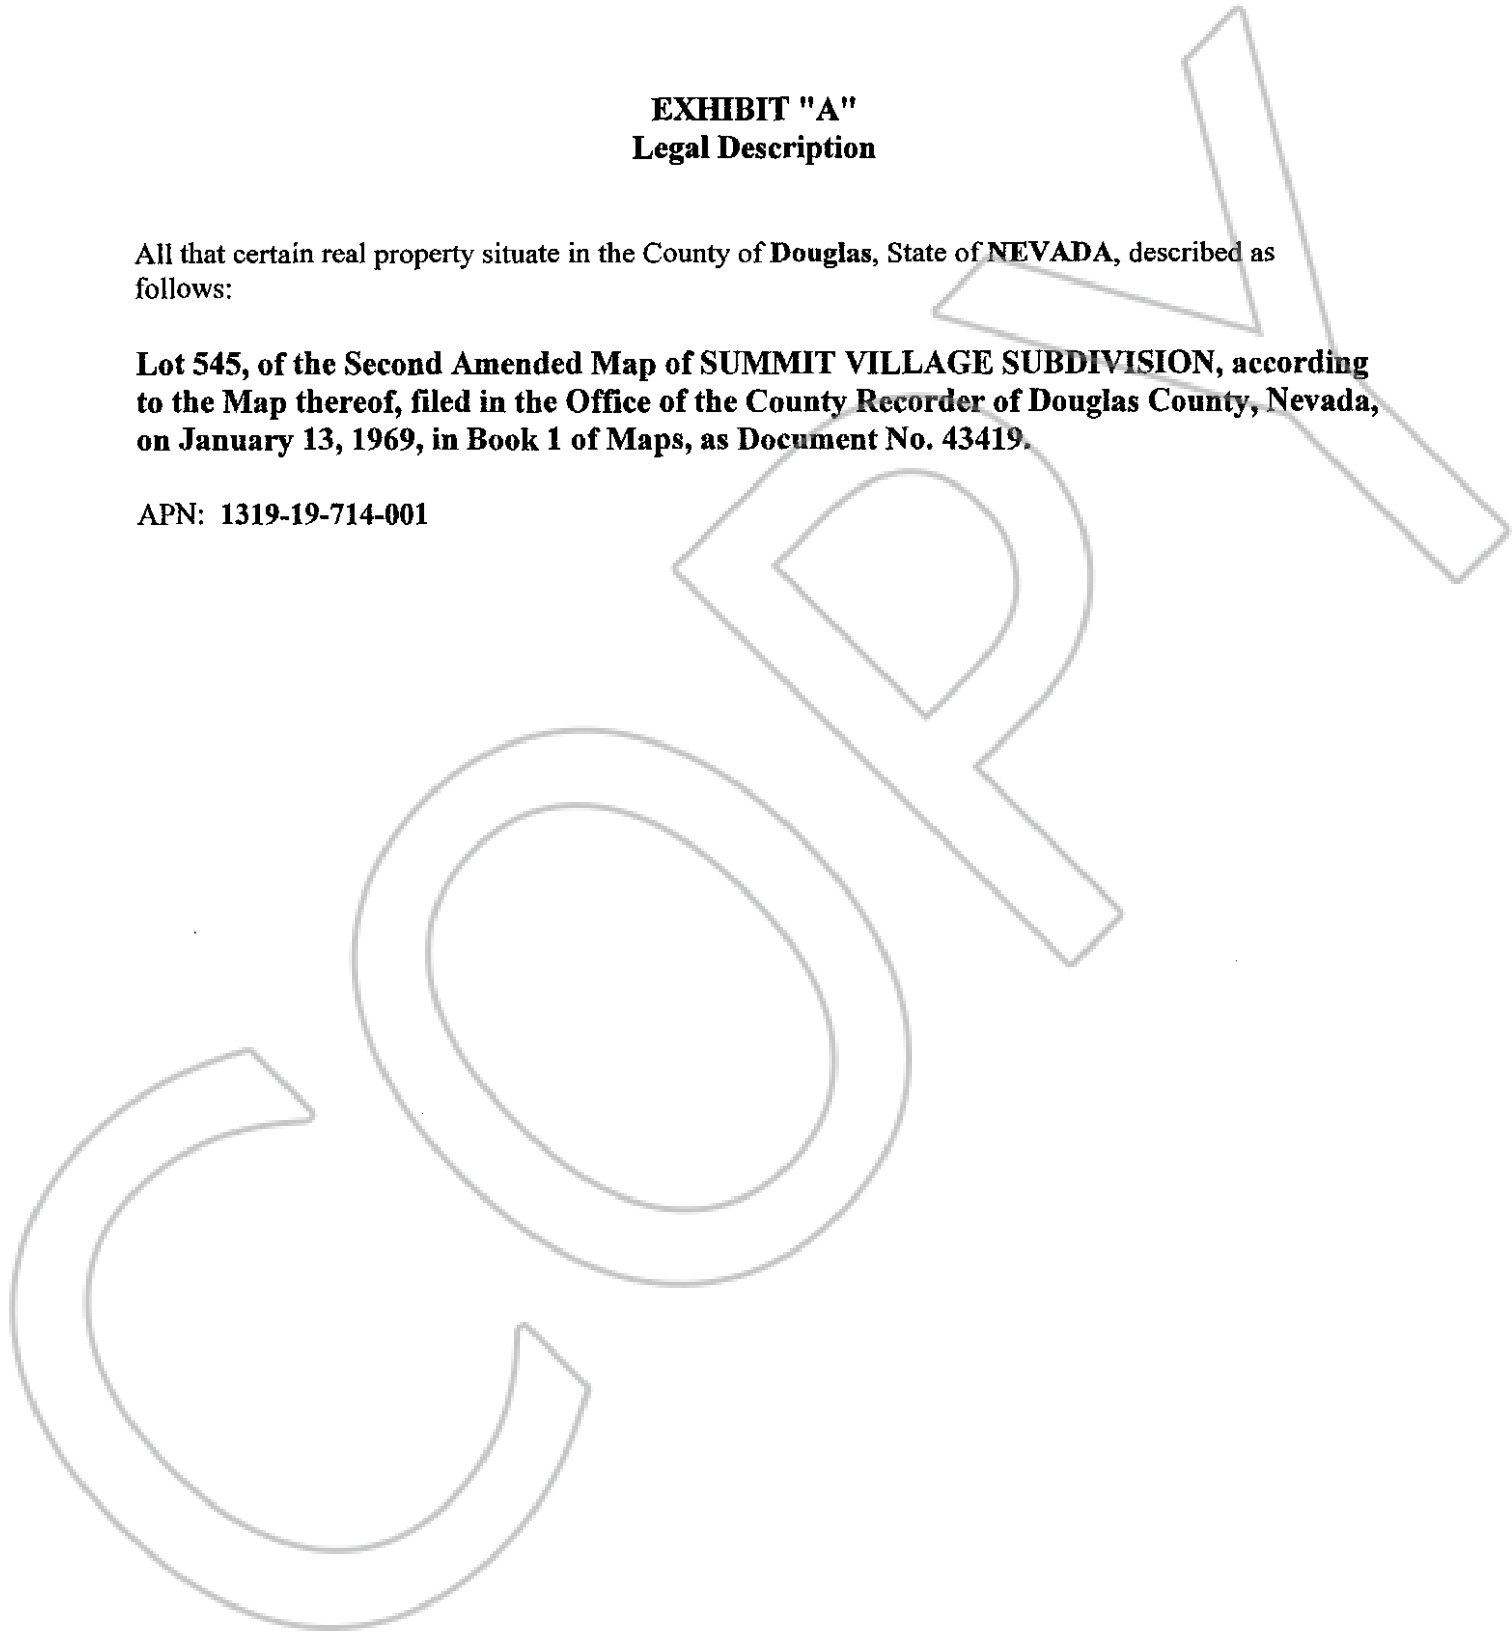 EXHIBIT "A"
Legal Description
All that certain real property situate in the County of Douglas, State of NEVADA, described as
follows:
Lot 545, of the Second Amended Map of SUMMIT VILLAGE SUBDIVISION, according
to the Map thereof, filed in the Office of the County Recorder of Douglas County, Nevada,
on January 13, 1969, in Book 1 of Maps, as Document No. 43419.
APN: 1319-19-714-001
COPY